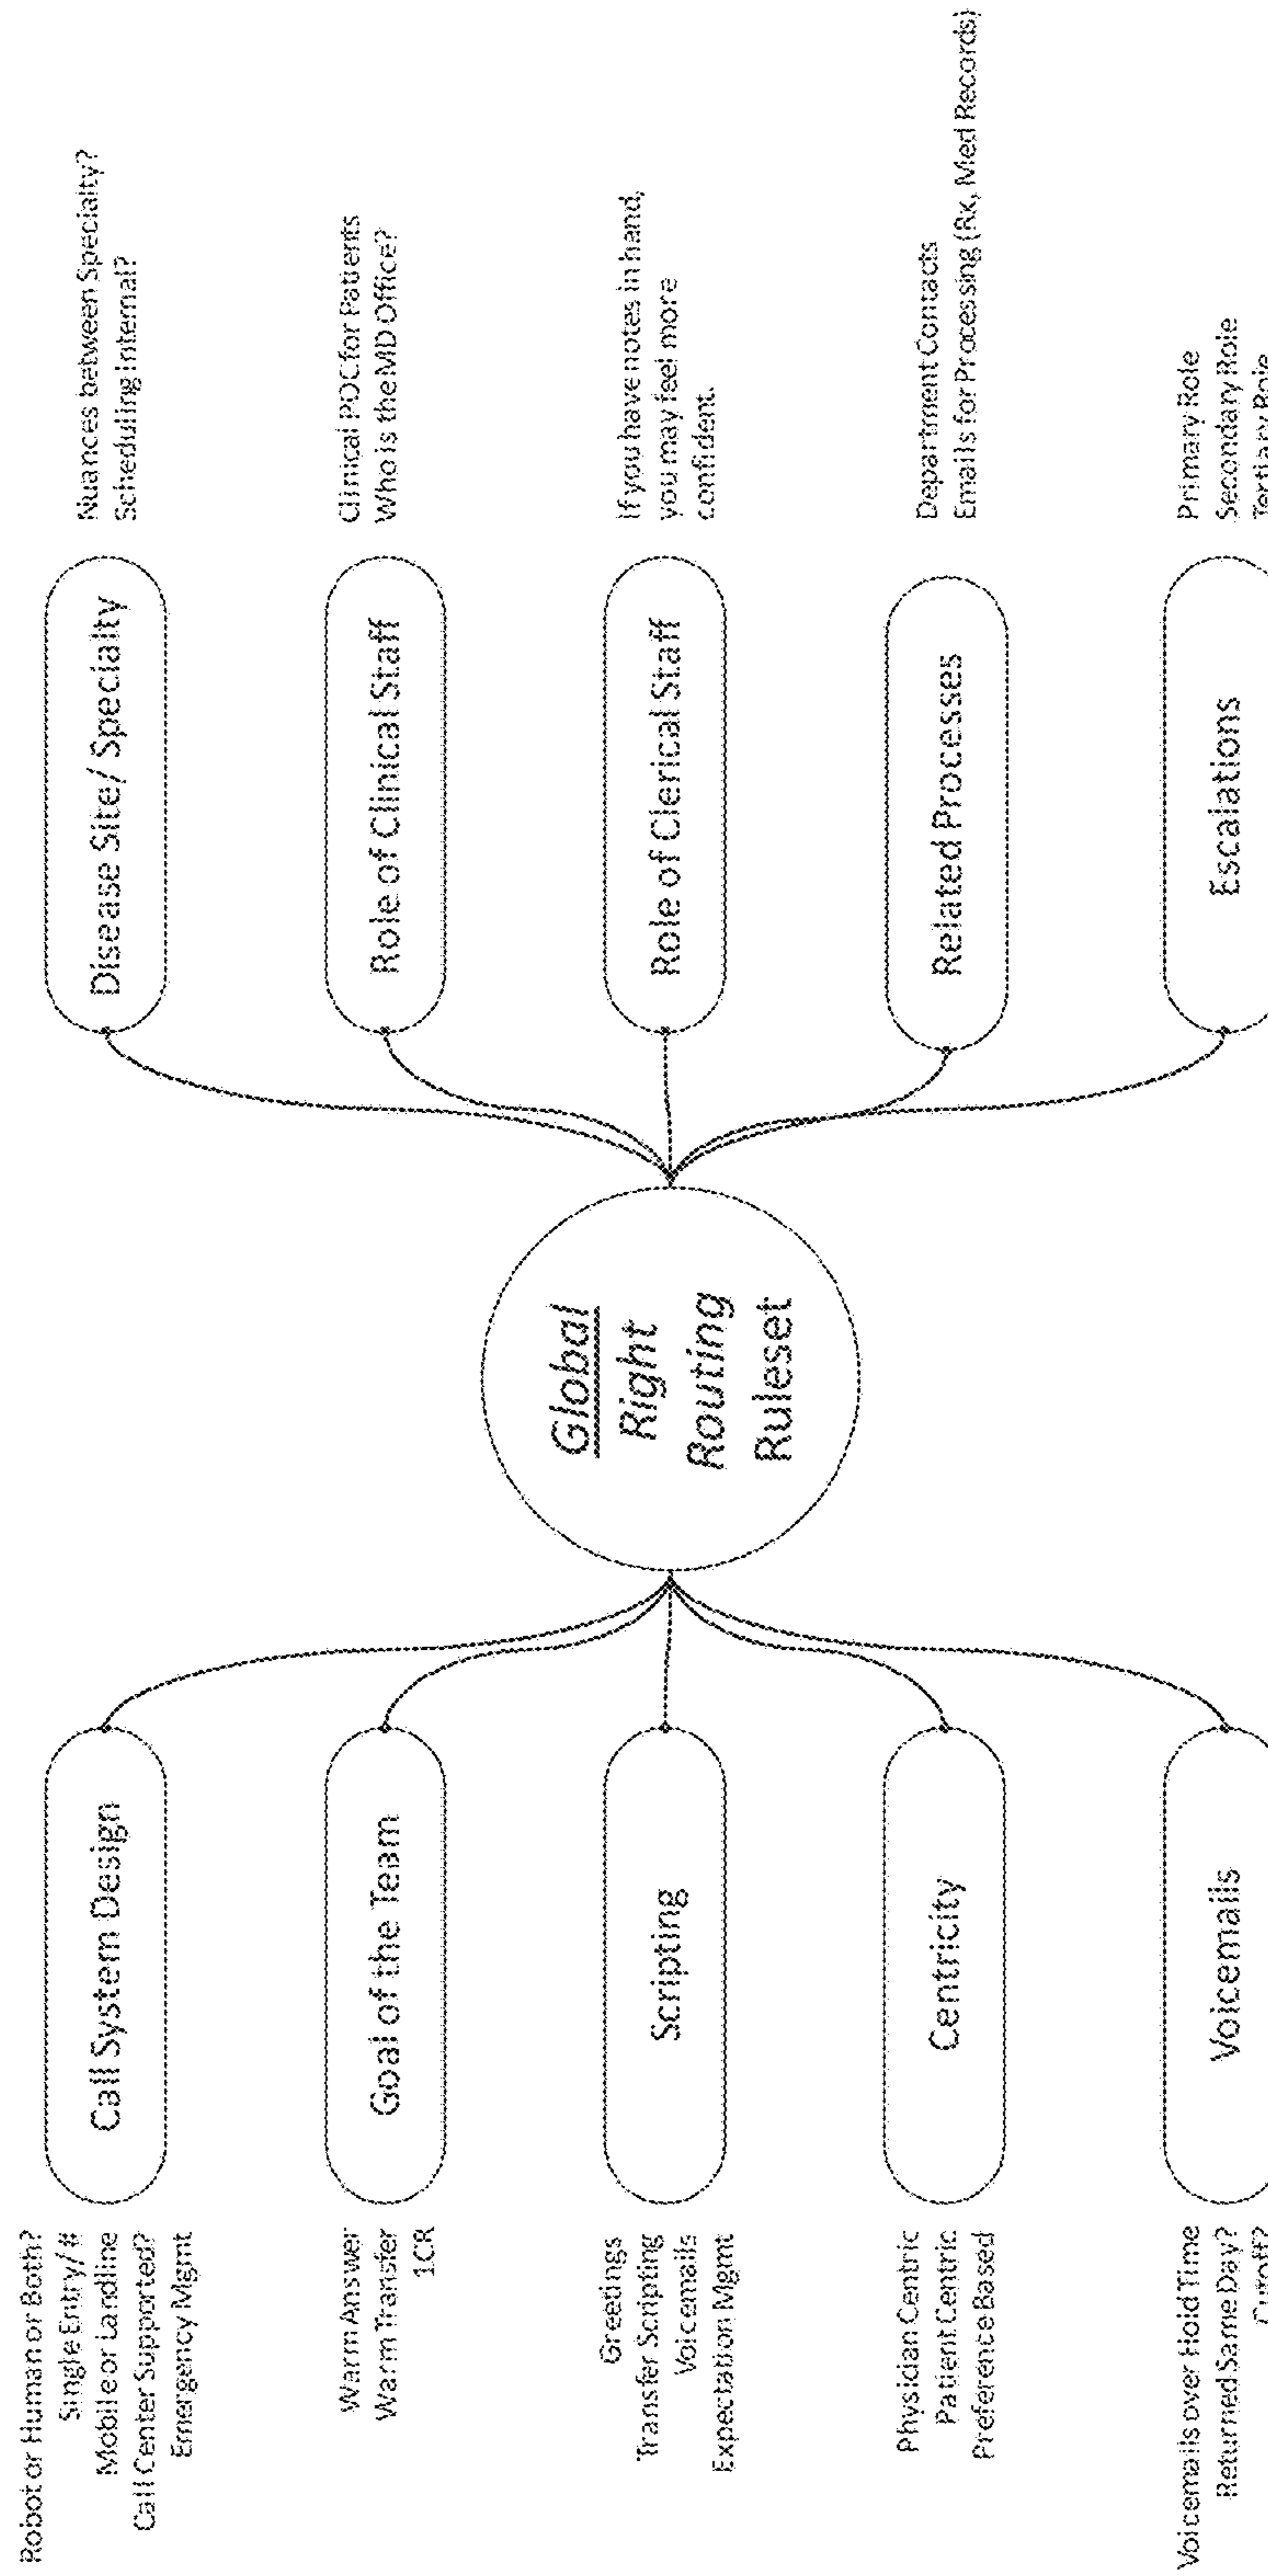 Robot or Human or Both?
Single Entry/ #
Mobile or Landline
Call Center Supported?
Emergency Mgmt
Call System Design
Warm Answer
Warm Transfer
1CR
Goal of the Team
Greetings
Transfer Scripting
Voicemails
Expectation Mgmt
Scripting
Physician Centric
Patient Centric
Preference Based
Centricity
Voicemails over Hold Time
Returned Same Day?
Cutoff?
Voicemails
Global
Right
Routing
Ruleset
Disease Site/ Specialty
Nuances between Specialty?
Scheduling Internal?
Role of Clinical Staff
Clinical POC for Patients
Who is the MD Office?
Role of Clerical Staff
If you have notes in hand,
you may feel more
confident.
Related Processes
Department Contacts
Emails for Processing (Rx, Med Records)
Escalations
Primary Role
Secondary Role
Tertiary Role